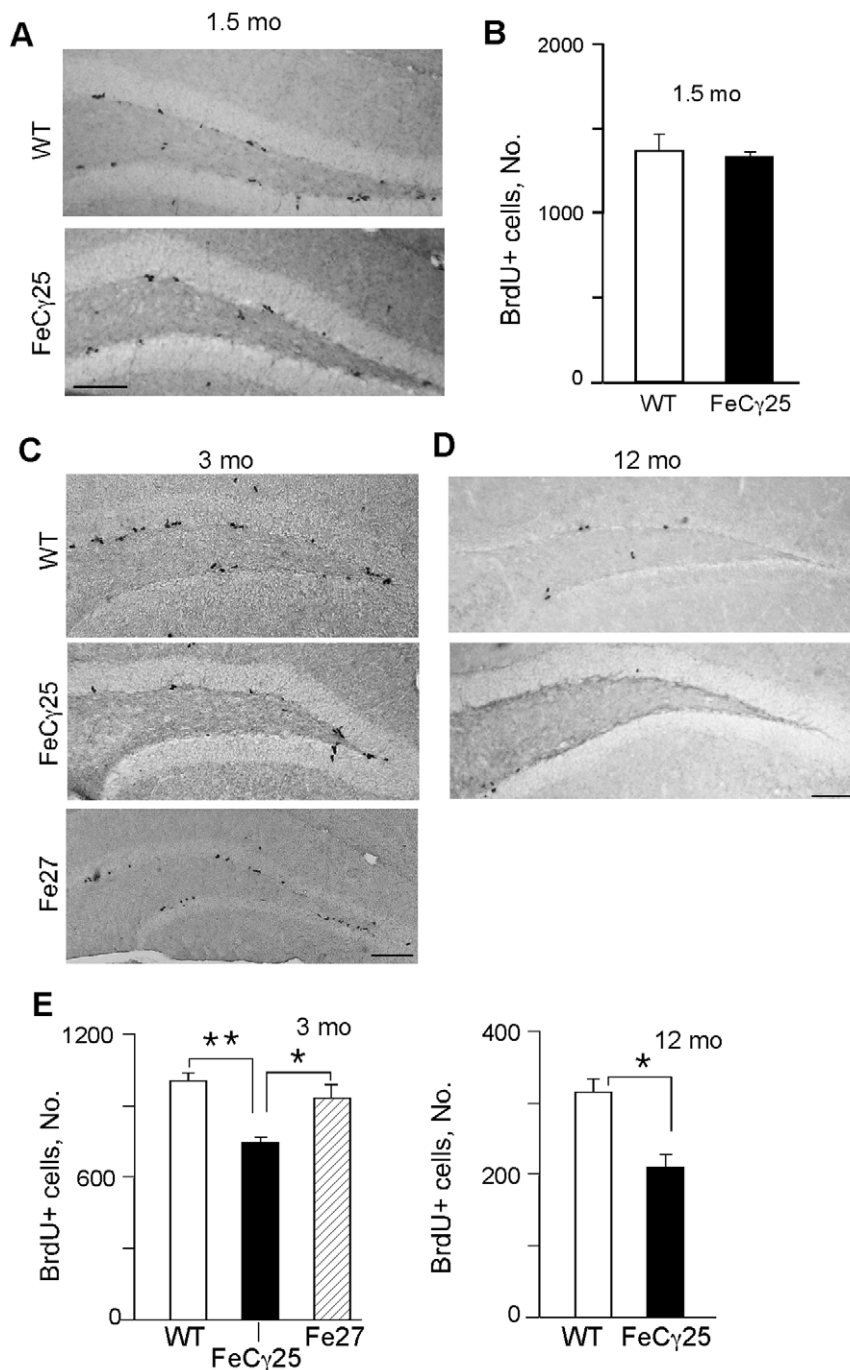 A
1.5 mo
WT
FeCγ25
B
2000
1000
0
1.5 mo
BrdU+ cells, No.
WT FeCγ25
C
3 mo
WT
FeCγ25
Fe27
D
12 mo
E
1200
600
0
3 mo
** *
BrdU+ cells, No.
WT Fe27
FeCγ25
400
200
0
12 mo
*
BrdU+ cells, No.
WT FeCγ25